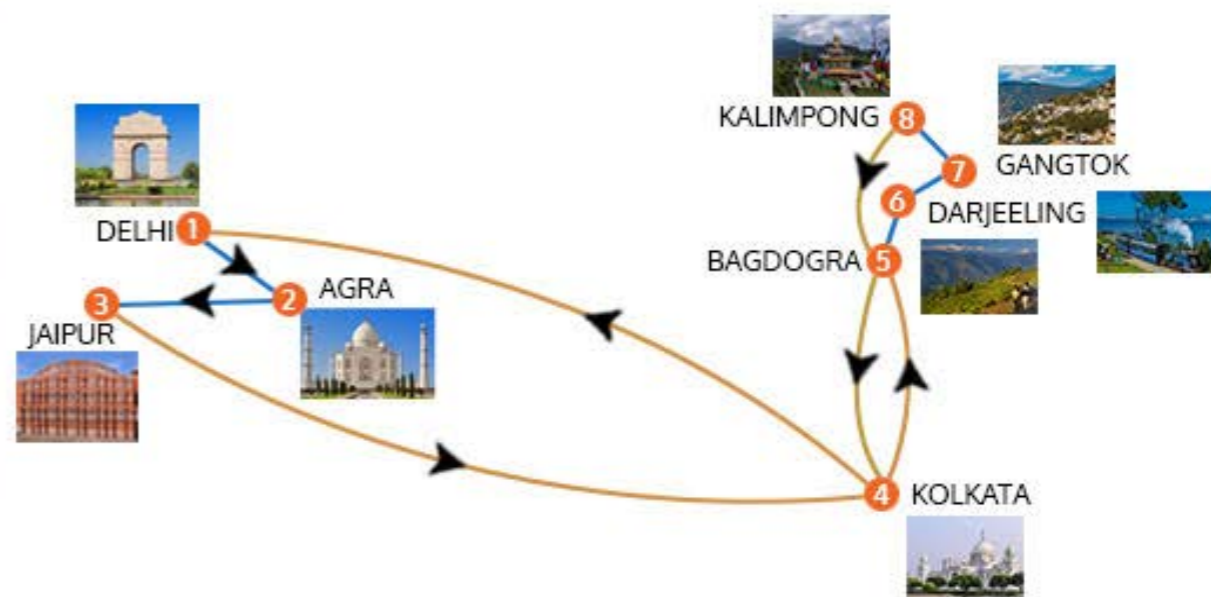 KALIMPONG 8
7 GANGTOK
6 DARJEELING
DELHI 1
BAGDOGRA 5
2 AGRA
3
JAIPUR
4 KOLKATA